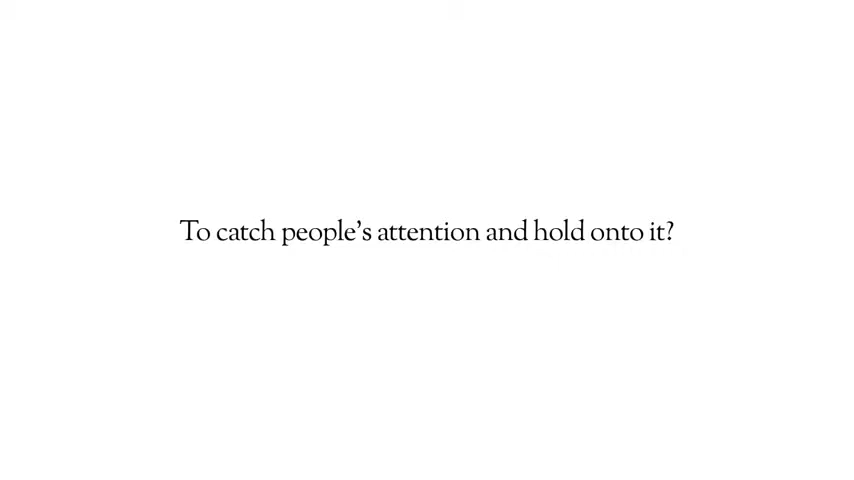 To catch people’s attention and hold onto it?